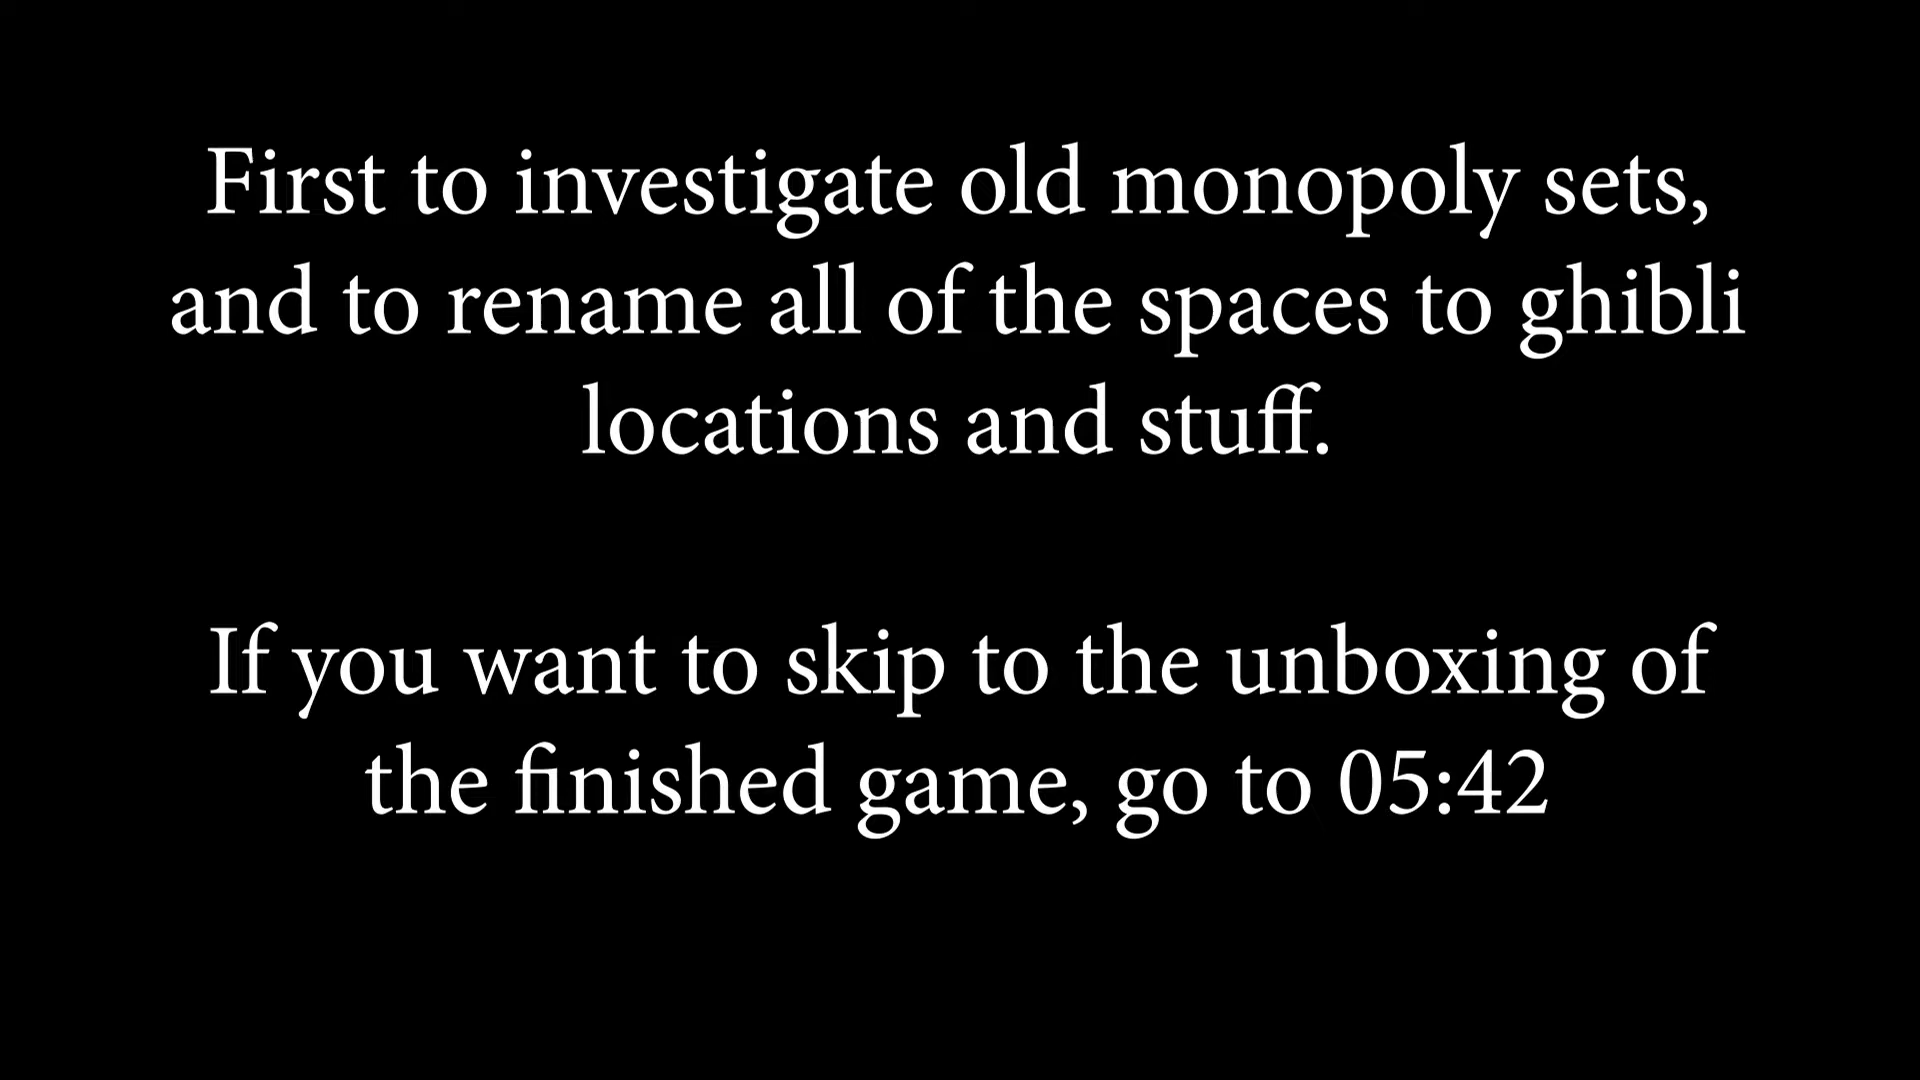 First to investigate old monopoly sets,
and to rename all of the spaces to ghibli
locations and stuff.
If you want to skip to the unboxing of
the finished game, go to 05:42